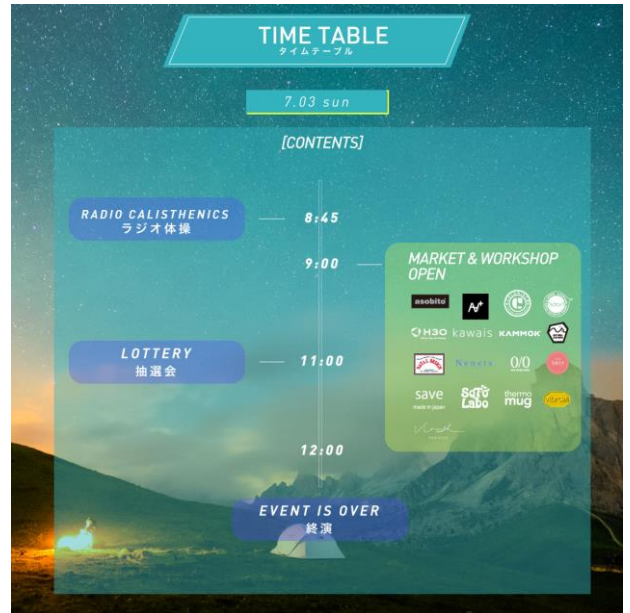 TIME TABLE
タイムテーブル
7.03 sun
[CONTENTS]
RADIO CALISTHENICS
ラジオ体操
8:45
9:00
MARKET & WORKSHOP
OPEN
asobito
H3O
kawais
KAMMOK
LOTTERY
抽選会
11:00
0/0
save
made in japan
SaTo
Labo
thermo
mug
12:00
EVENT IS OVER
終演